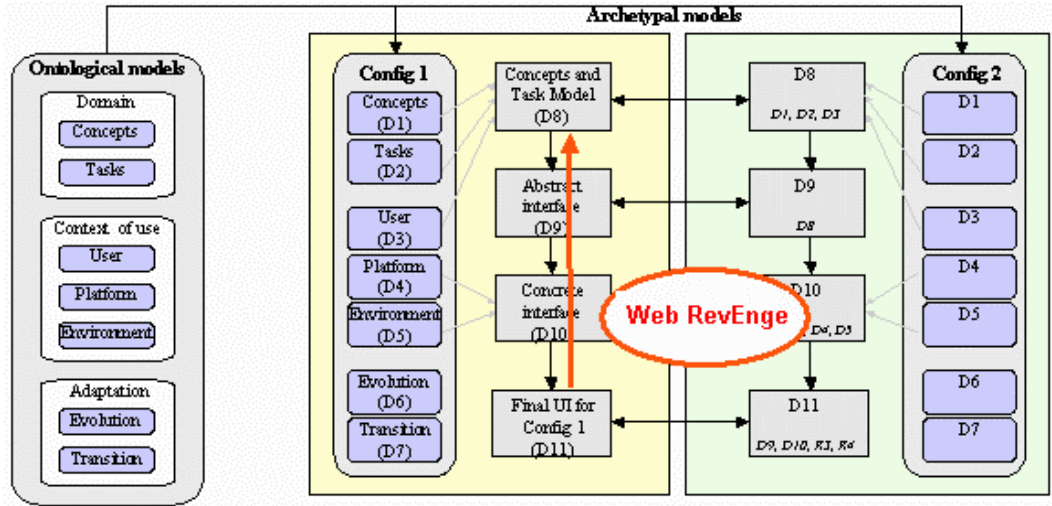 Archetypal models
Ontological models
Domain
Concepts
Tasks
Context of use
User
Platform
Environment
Adaptation
Evolution
Transition
Config 1
Concepts
(D1)
Tasks
(D2)
User
(D3)
Platform
(D4)
Environment
(D5)
Evolution
(D6)
Transition
(D7)
Concepts and
Task Model
(D8)
Abstract
interface
(D9)
Concrete
interface
(D10
Final UI for
Config 1
(D11)
Web RevEnge
D8
D1, D2, D3
D9
D8
D10
D4, D5
D11
D9, D10, R3, R4
Config 2
D1
D2
D3
D4
D5
D6
D7